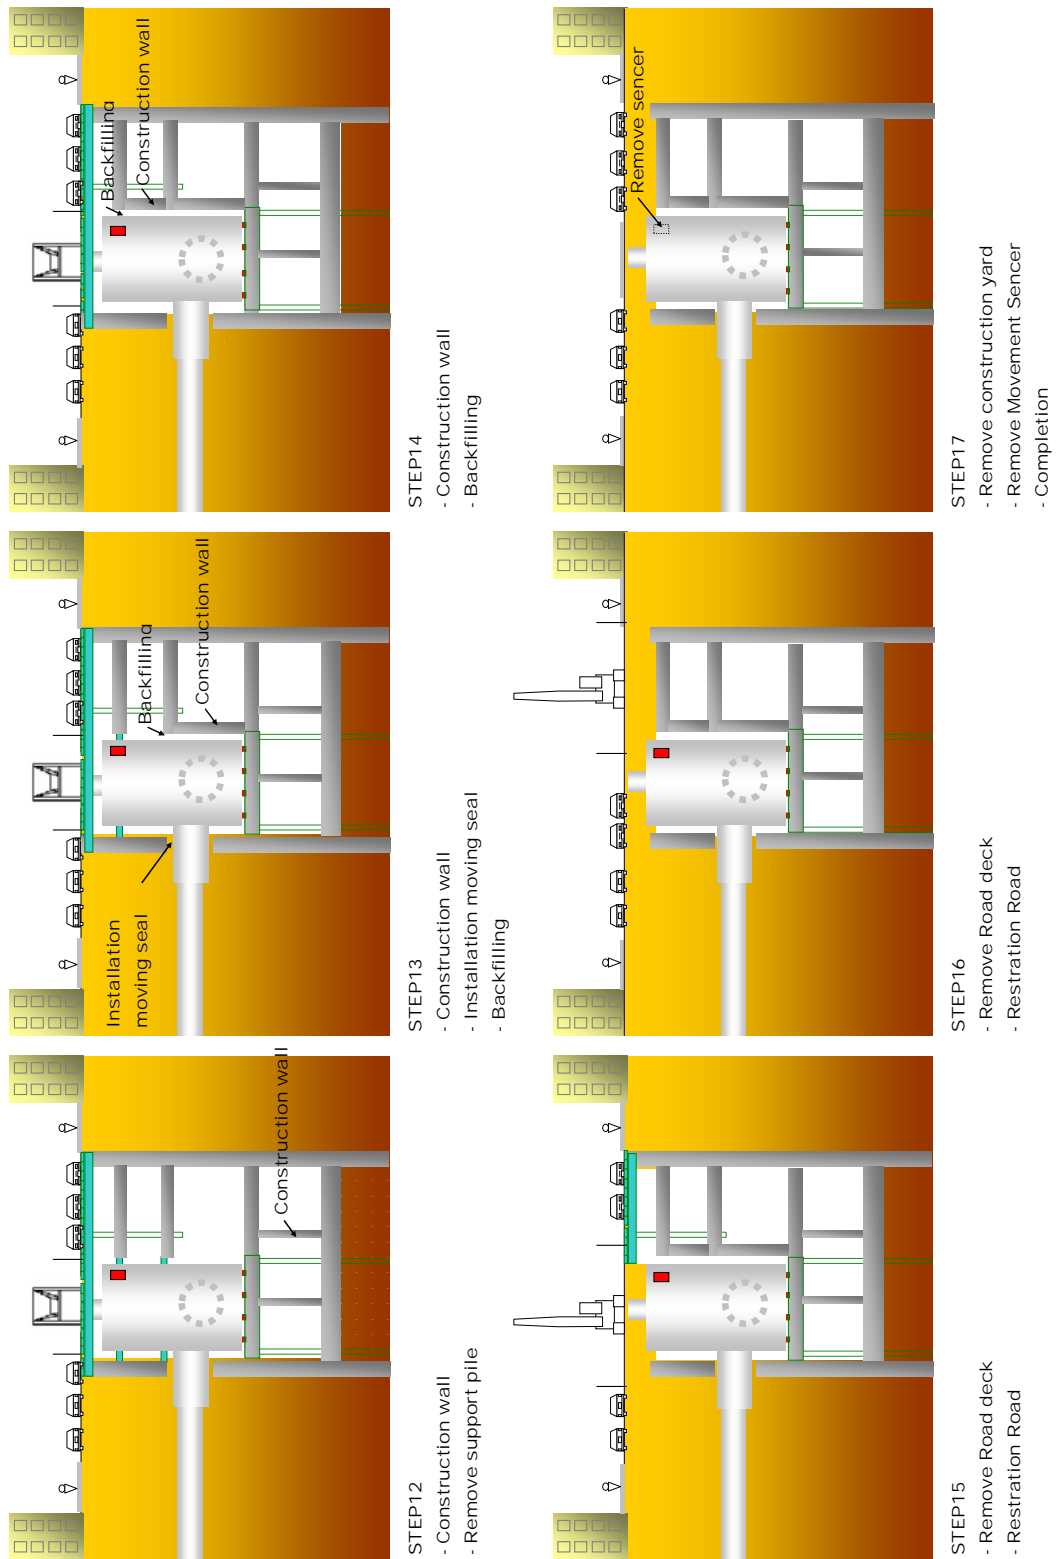 Construction wall
STEP12
- Construction wall
- Remove support pile
Installation
moving seal
Backfilling
Construction wall
STEP13
- Construction wall
- Installation moving seal
- Backfilling
Backfilling
Construction wall
STEP14
- Construction wall
- Backfilling
STEP15
- Remove Road deck
- Restration Road
STEP16
- Remove Road deck
- Restration Road
Remove sencer
STEP17
- Remove construction yard
- Remove Movement Sencer
- Completion